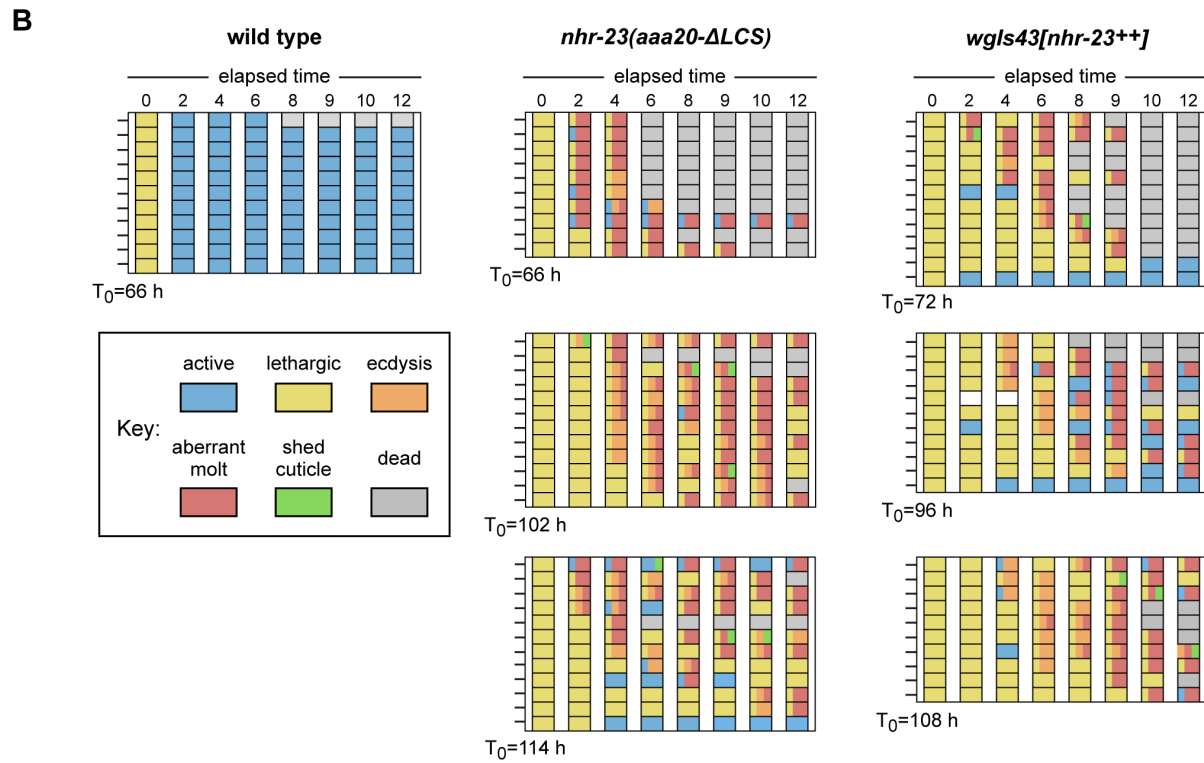 B
wild type
nhr-23(aaa20-ΔLCS)
wgIs43[nhr-23++]
elapsed time
elapsed time
elapsed time
0 2 4 6 8 9 10 12
0 2 4 6 8 9 10 12
0 2 4 6 8 9 10 12
T0=66 h
T0=66 h
T0=72 h
active lethargic ecdysis
Key:
aberrant molt
shed cuticle
dead
T0=102 h
T0=96 h
T0=114 h
T0=108 h